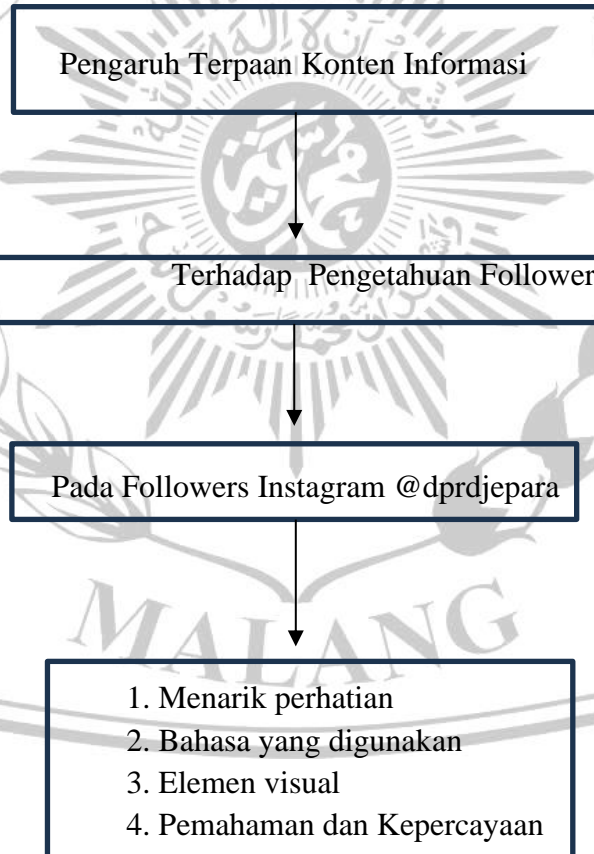 Pengaruh Terpaan Konten Informasi
Terhadap Pengetahuan Follower
Pada Followers Instagram @dprdjepara
MALANG
1. Menarik perhatian
2. Bahasa yang digunakan
3. Elemen visual
4. Pemahaman dan Kepercayaan